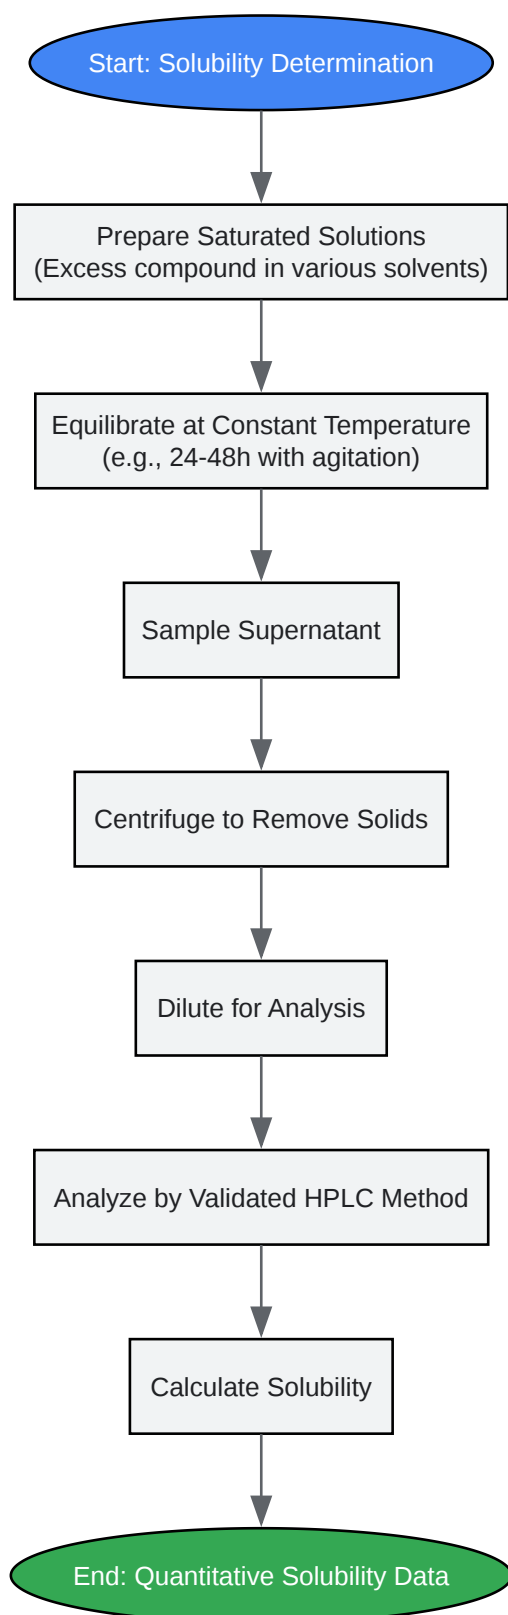 Start: Solubility Determination
Prepare Saturated Solutions
(Excess compound in various solvents)
Equilibrate at Constant Temperature
(e.g., 24-48h with agitation)
Sample Supernatant
Centrifuge to Remove Solids
Dilute for Analysis
Analyze by Validated HPLC Method
Calculate Solubility
End: Quantitative Solubility Data